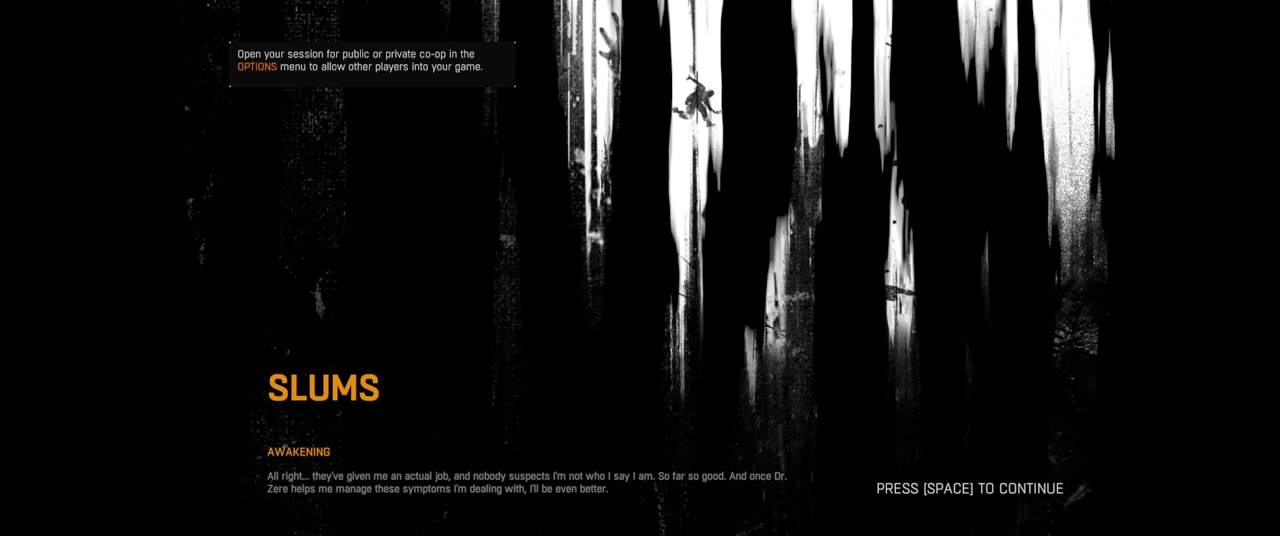 Open your session for public or private co-op in the
OPTIONS menu to allow other players into your game.
SLUMS
AWAKENING
All right... they've given me an actual job, and nobody suspects I'm not who I say I am. So far so good. And once Dr.
Zere helps me manage these symptoms I'm dealing with, I'll be even better.
PRESS [SPACE] TO CONTINUE